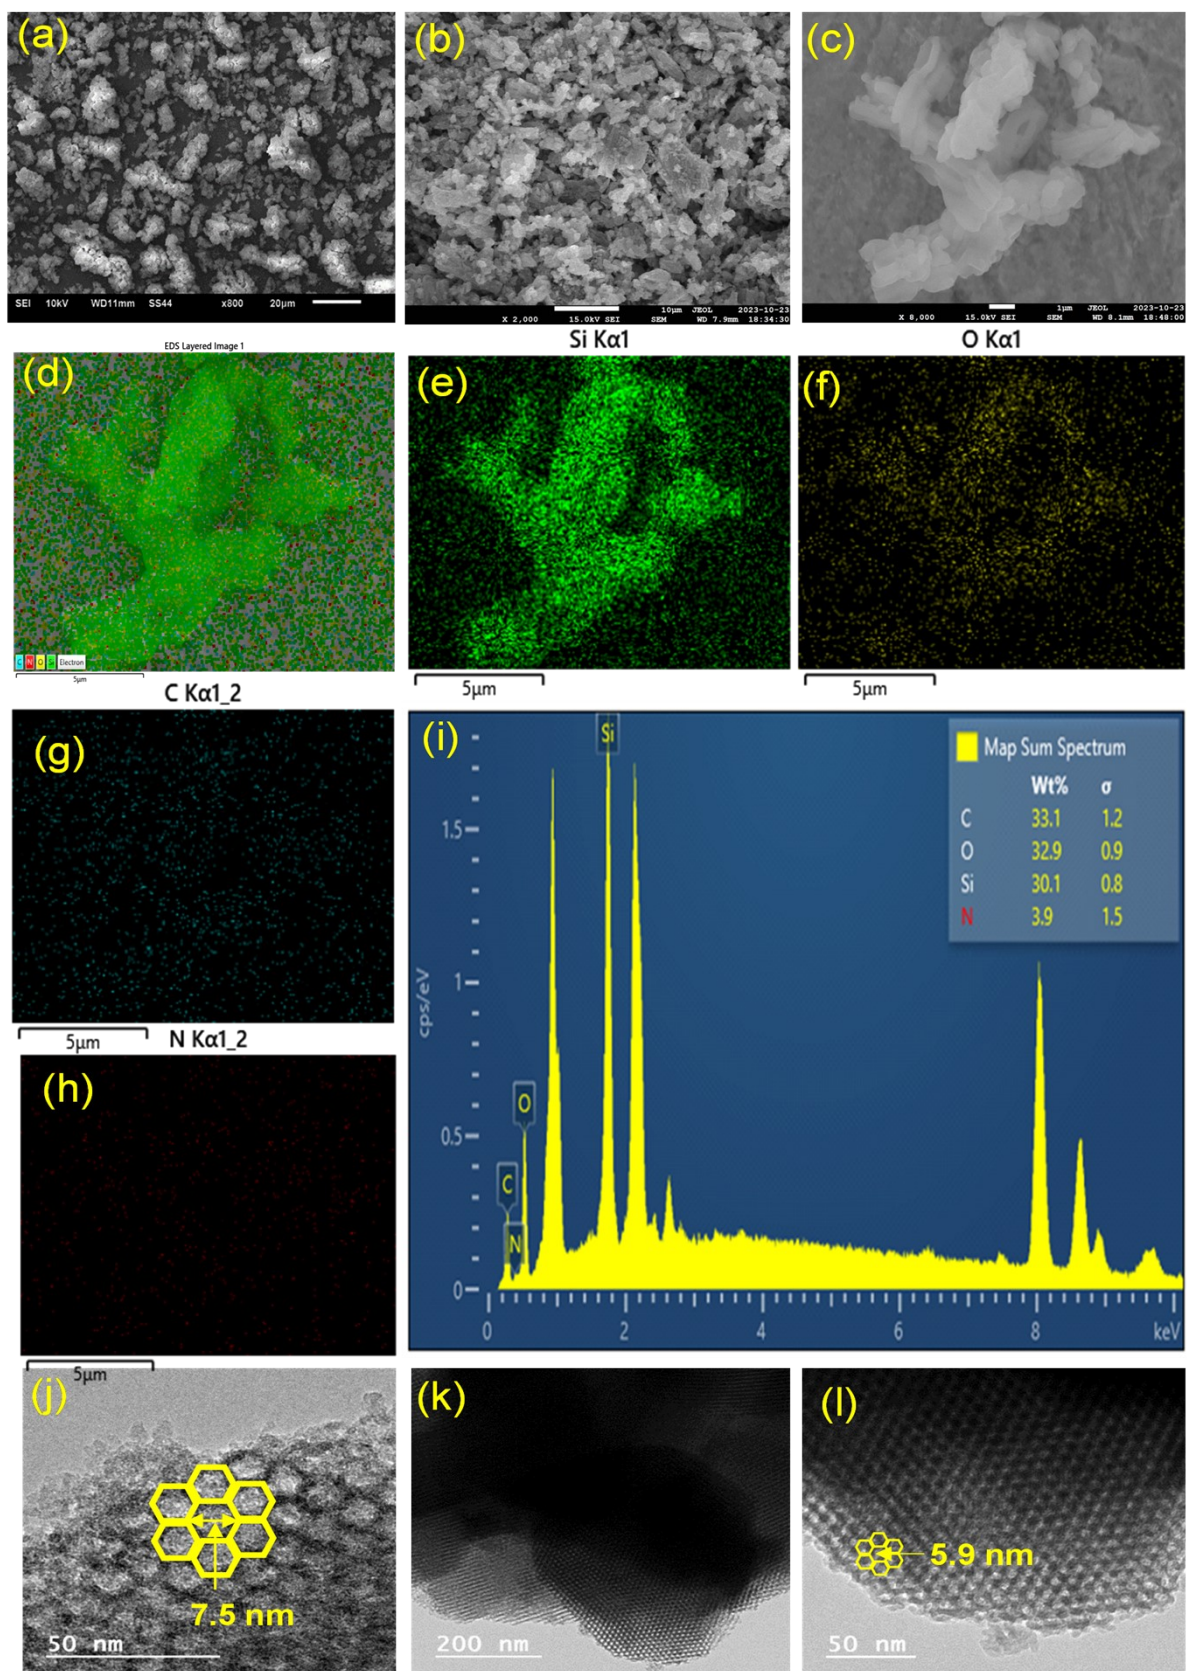 (a)
(b)
(c)
SEI 10kV WD11mm SS44 x800 20µm
10µm JEOL 2023-10-23
X 2,000 15.0kV SEI SEM WD 7.9mm 18:34:30
1µm JEOL 2023-10-23
X 8,000 15.0kV SEI SEM WD 8.1mm 18:48:00
EDS Layered Image 1
Si Kα1
O Kα1
(d)
(e)
(f)
C N O Si Electron
5µm
5µm
5µm
C Kα1_2
(g)
5µm
N Kα1_2
(h)
5µm
(i)
Si
Map Sum Spectrum
Wt% σ
C 33.1 1.2
O 32.9 0.9
Si 30.1 0.8
N 3.9 1.5
1.5
1
0.5
0
cps/eV
O
C
N
0 2 4 6 8 keV
(j)
7.5 nm
50 nm
(k)
200 nm
(l)
5.9 nm
50 nm